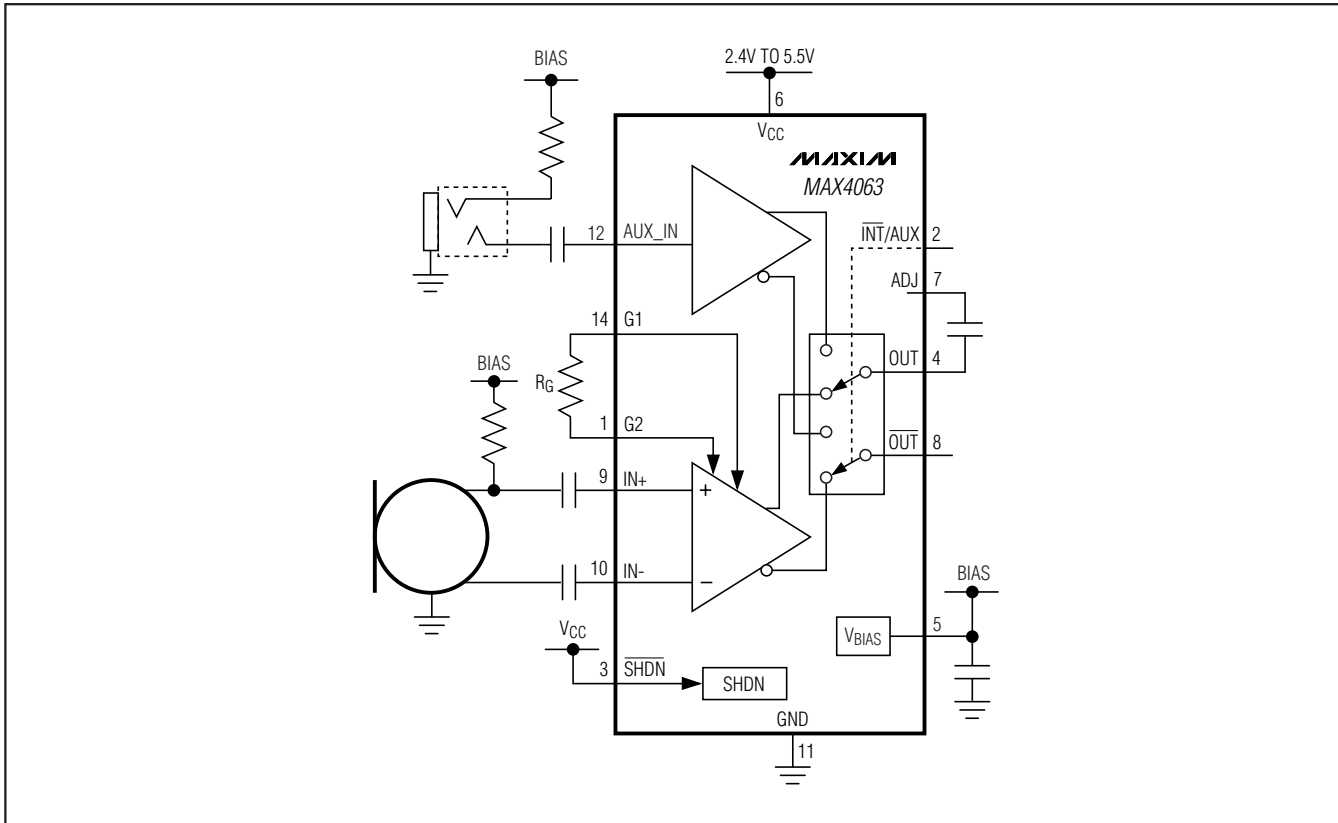 BIAS
2.4V TO 5.5V
6
VCC
MAXIM
MAX4063
12 AUX_IN
INT/AUX 2
ADJ 7
14 G1
OUT 4
BIAS
RG
1 G2
OUT 8
9 IN+
+
10 IN-
−
BIAS
VBIAS 5
VCC
3 SHDN
SHDN
GND
11